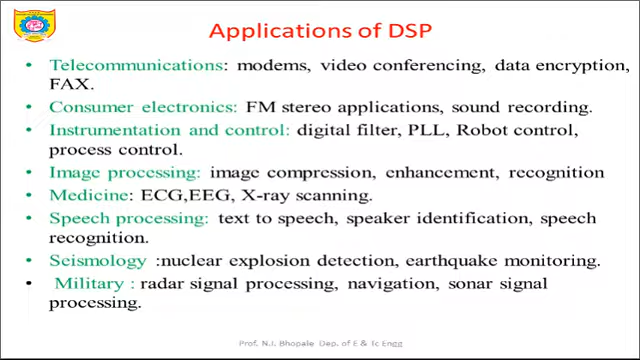 Applications of DSP
• Telecommunications: modems, video conferencing, data encryption,
FAX.
• Consumer electronics: FM stereo applications, sound recording.
• Instrumentation and control: digital filter, PLL, Robot control,
process control.
• Image processing: image compression, enhancement, recognition
• Medicine: ECG,EEG, X-ray scanning.
• Speech processing: text to speech, speaker identification, speech
recognition.
• Seismology :nuclear explosion detection, earthquake monitoring.
• Military : radar signal processing, navigation, sonar signal
processing.
Prof. N.J. Bhopale Dep. of E & Tc Engg